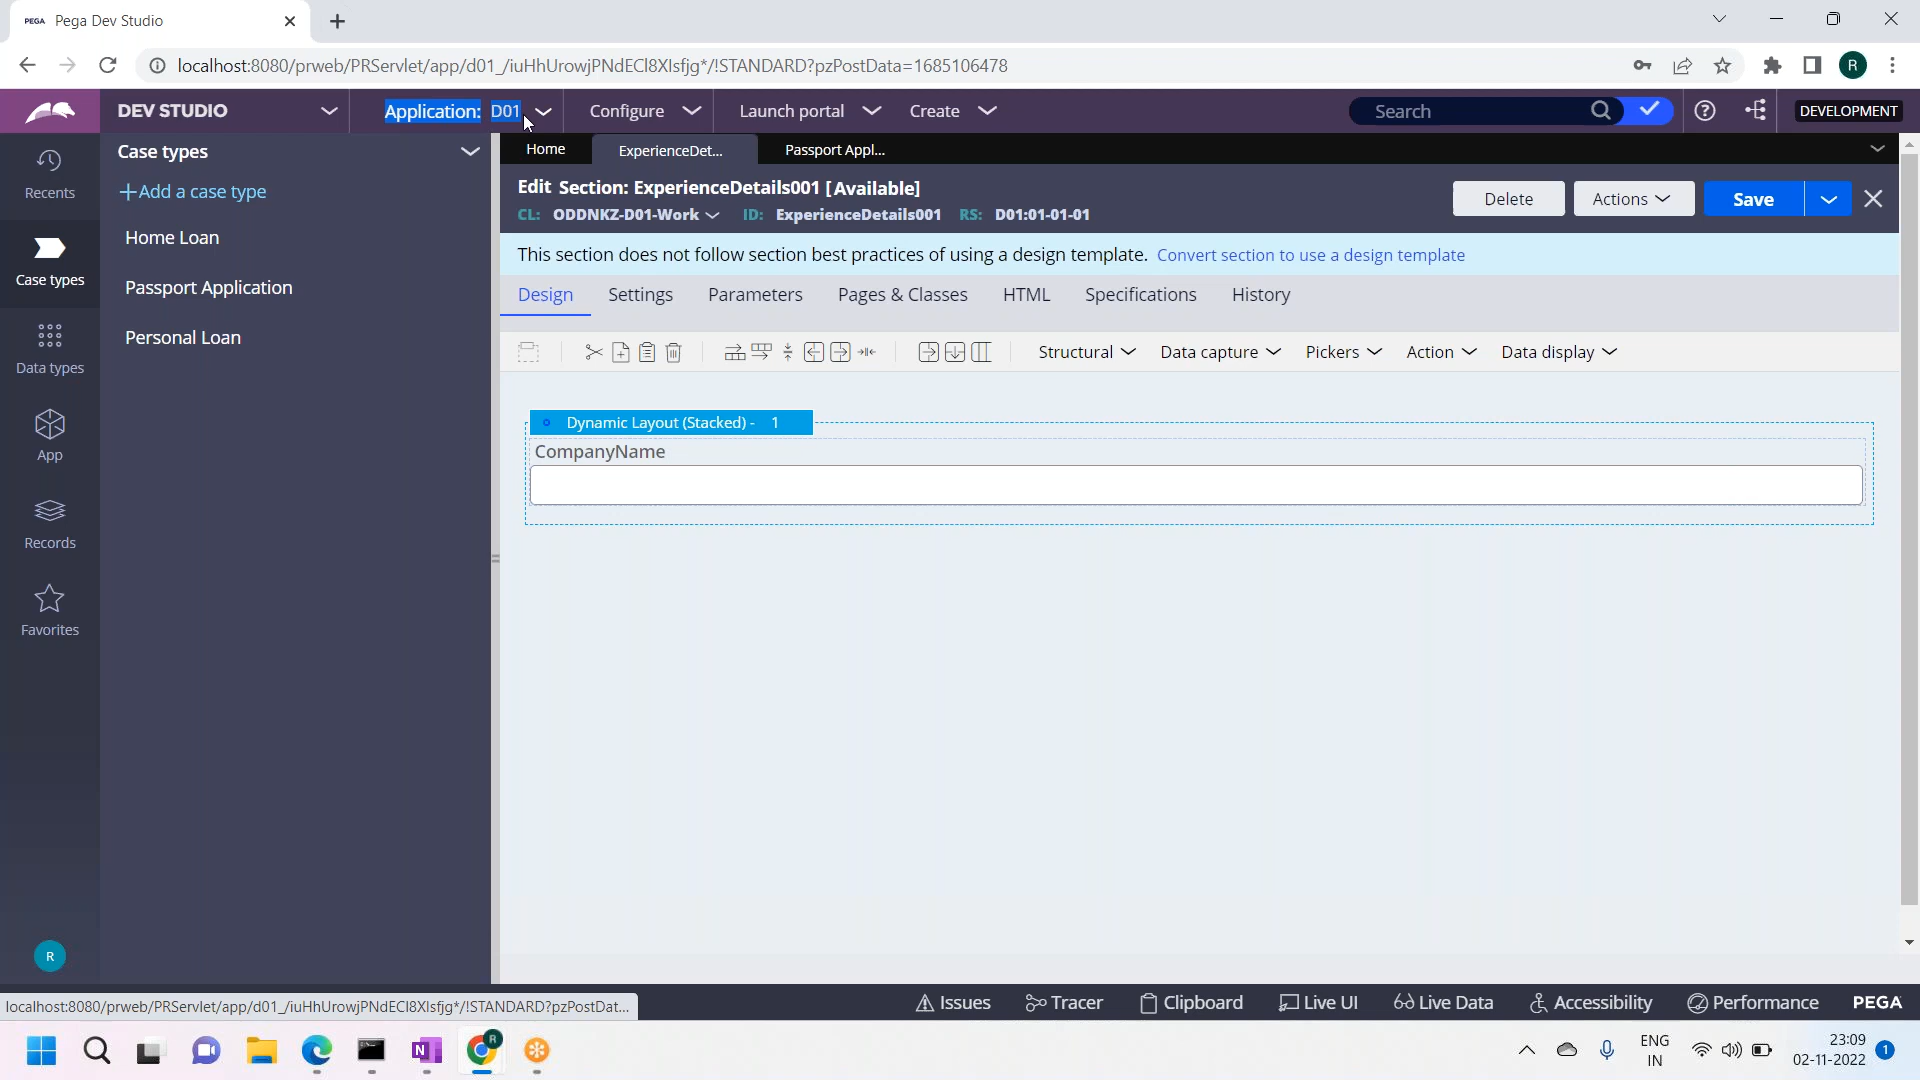 PEGA Pega Dev Studio
localhost:8080/prweb/PRServlet/app/d01_/iuHhUrowjPNdECl8XIsfjg*/!STANDARD?pzPostData=1685106478
R
DEV STUDIO
Application: D01
Configure
Launch portal
Create
Search
DEVELOPMENT
Recents
Case types
Data types
App
Records
Favorites
R
Case types
Add a case type
Home Loan
Passport Application
Personal Loan
Home
ExperienceDet...
Passport Appl...
Edit Section: ExperienceDetails001 [Available]
CL: ODDNKZ-D01-Work ID: ExperienceDetails001 RS: D01:01-01-01
Delete
Actions
Save
This section does not follow section best practices of using a design template. Convert section to use a design template
Design Settings Parameters Pages & Classes HTML Specifications History
Structural Data capture Pickers Action Data display
Dynamic Layout (Stacked) - 1
CompanyName
localhost:8080/prweb/PRServlet/app/d01_/iuHhUrowjPNdECl8XIsfjg*/!STANDARD?pzPostDat...
Issues Tracer Clipboard Live UI Live Data Accessibility Performance PEGA
R
ENG
IN
23:09
02-11-2022
1